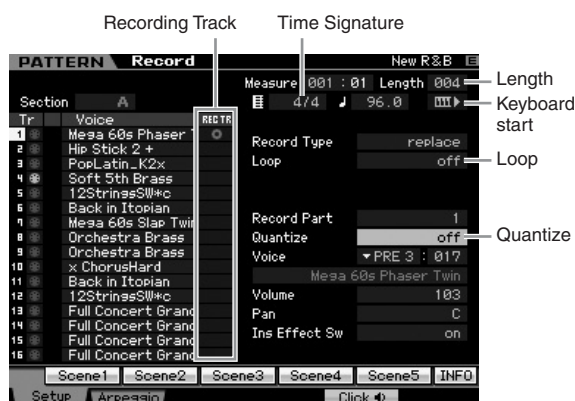 Recording Track Time Signature
PATTERN Record New R&B E
Measure 001 : 01 Length 004
Length
Section A 4/4 96.0
Keyboard start
Tr Voice REC TR
1 Mega 60s Phaser T
2 Hip Stick 2 +
3 PopLatin_K2x
4 Soft 5th Brass
5 12StringsSW*c
6 Back in Itopian
7 Mega 60s Slap Twin
8 Orchestra Brass
9 Orchestra Brass
10 x ChorusHard
11 Back in Itopian
12 12StringsSW*c
13 Full Concert Grand
14 Full Concert Grand
15 Full Concert Grand
16 Full Concert Grand
Record Type replace
Loop off
Loop
Record Part 1
Quantize off
Quantize
Voice PRE 3 : 017
Mega 60s Phaser Twin
Volume 103
Pan C
Ins Effect Sw on
Scene1 Scene2 Scene3 Scene4 Scene5 INFO
Setup Arpeggio Click